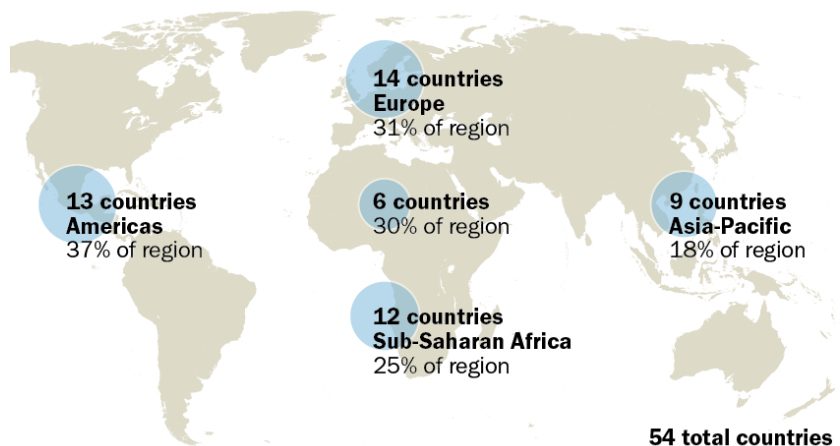 14 countries
Europe
31% of region
13 countries
Americas
37% of region
6 countries
30% of region
9 countries
Asia-Pacific
18% of region
12 countries
Sub-Saharan Africa
25% of region
54 total countries